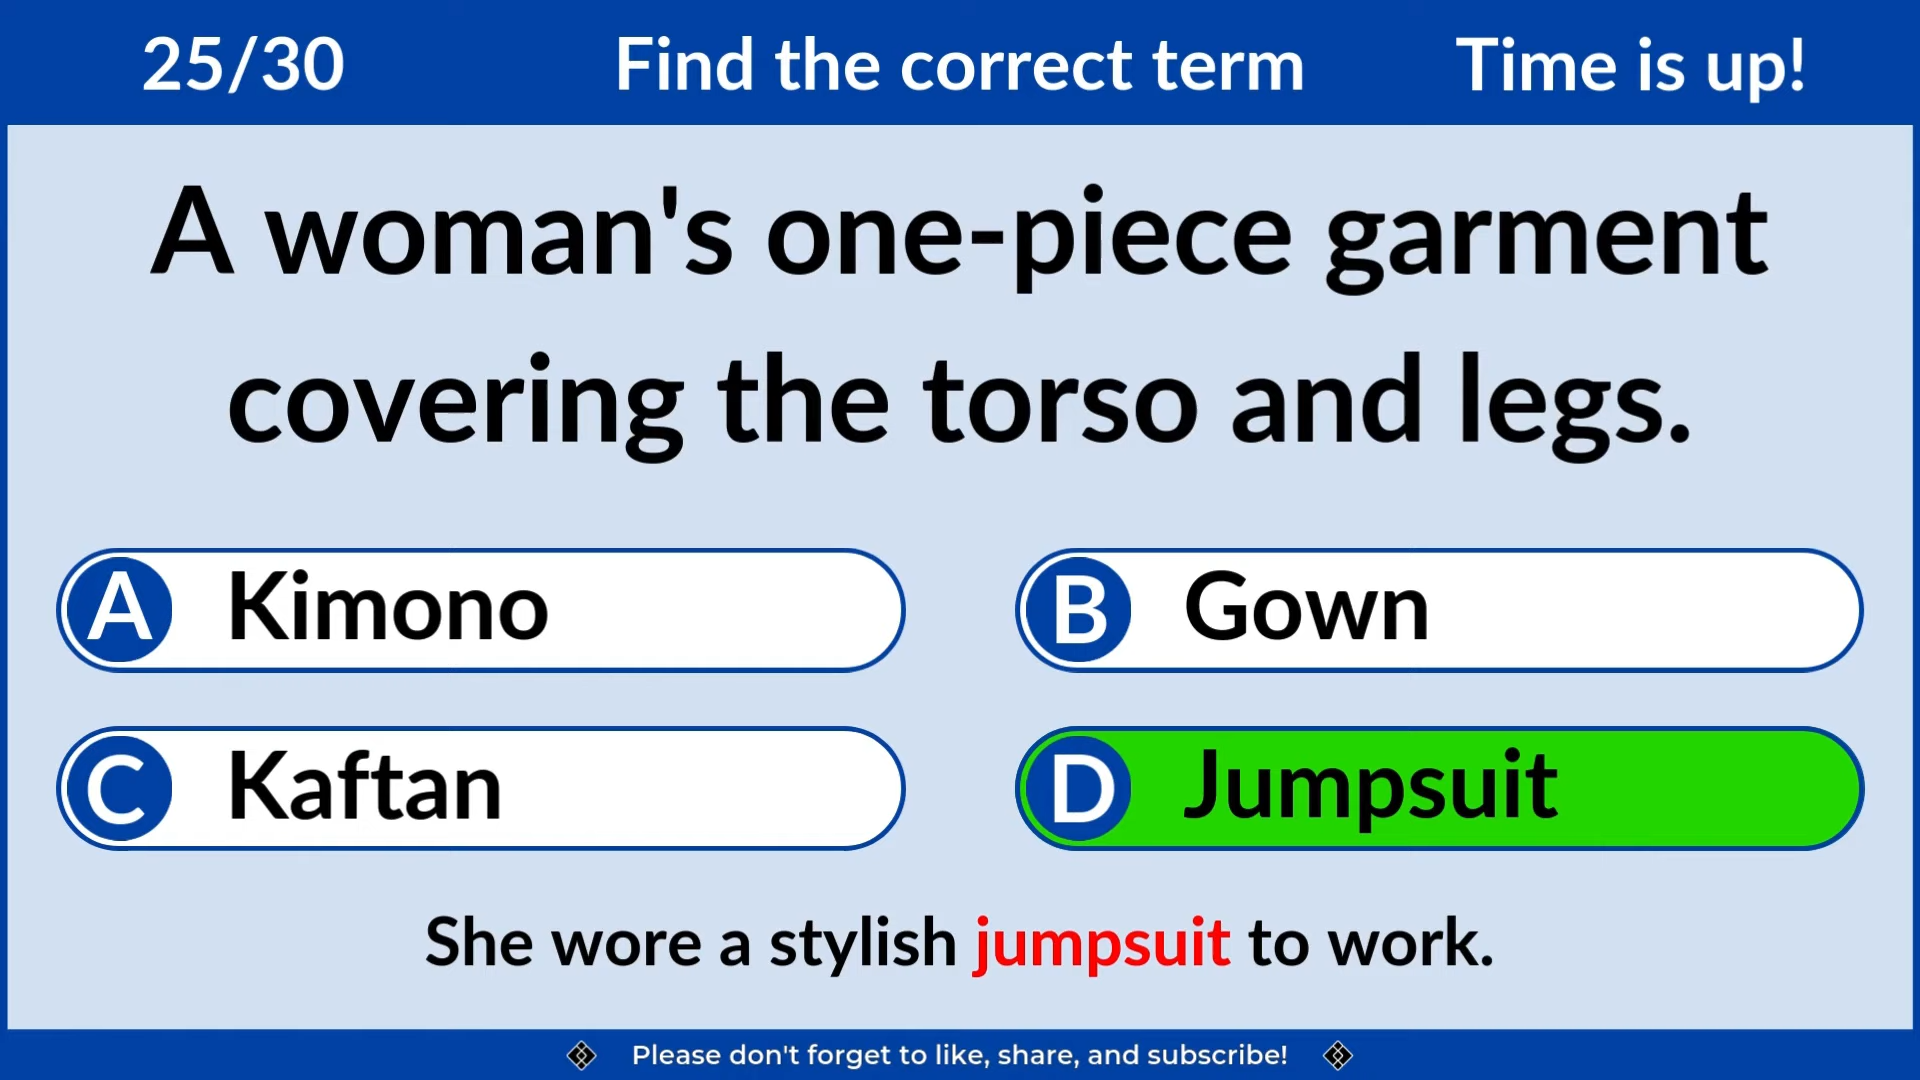 25/30
Find the correct term
Time is up!
A woman's one-piece garment
covering the torso and legs.
A Kimono
B Gown
C Kaftan
D Jumpsuit
She wore a stylish jumpsuit to work.
Please don't forget to like, share, and subscribe!